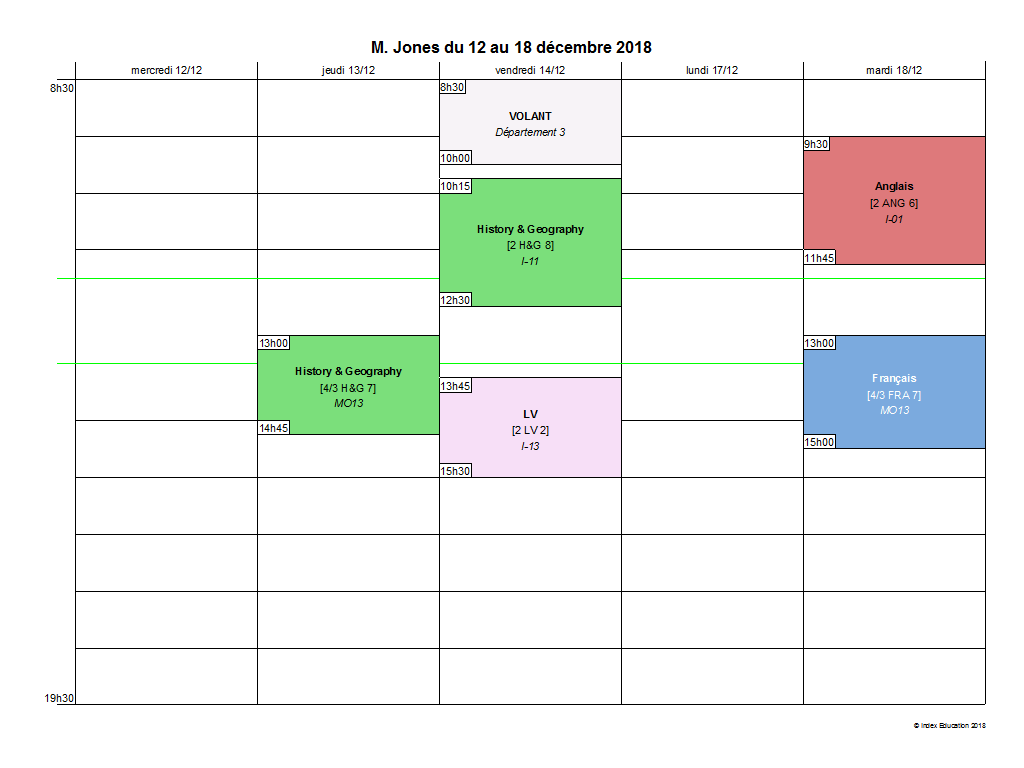 M. Jones du 12 au 18 décembre 2018
mercredi 12/12
jeudi 13/12
vendredi 14/12
lundi 17/12
mardi 18/12
8h30
8h30
VOLANT
Département 3
10h00
9h30
Anglais
[2 ANG 6]
I-01
11h45
10h15
History & Geography
[2 H&G 8]
I-11
12h30
13h00
History & Geography
[4/3 H&G 7]
MO13
14h45
13h45
LV
[2 LV 2]
I-13
15h30
13h00
Français
[4/3 FRA 7]
MO13
15h00
19h30
© Index Education 2018